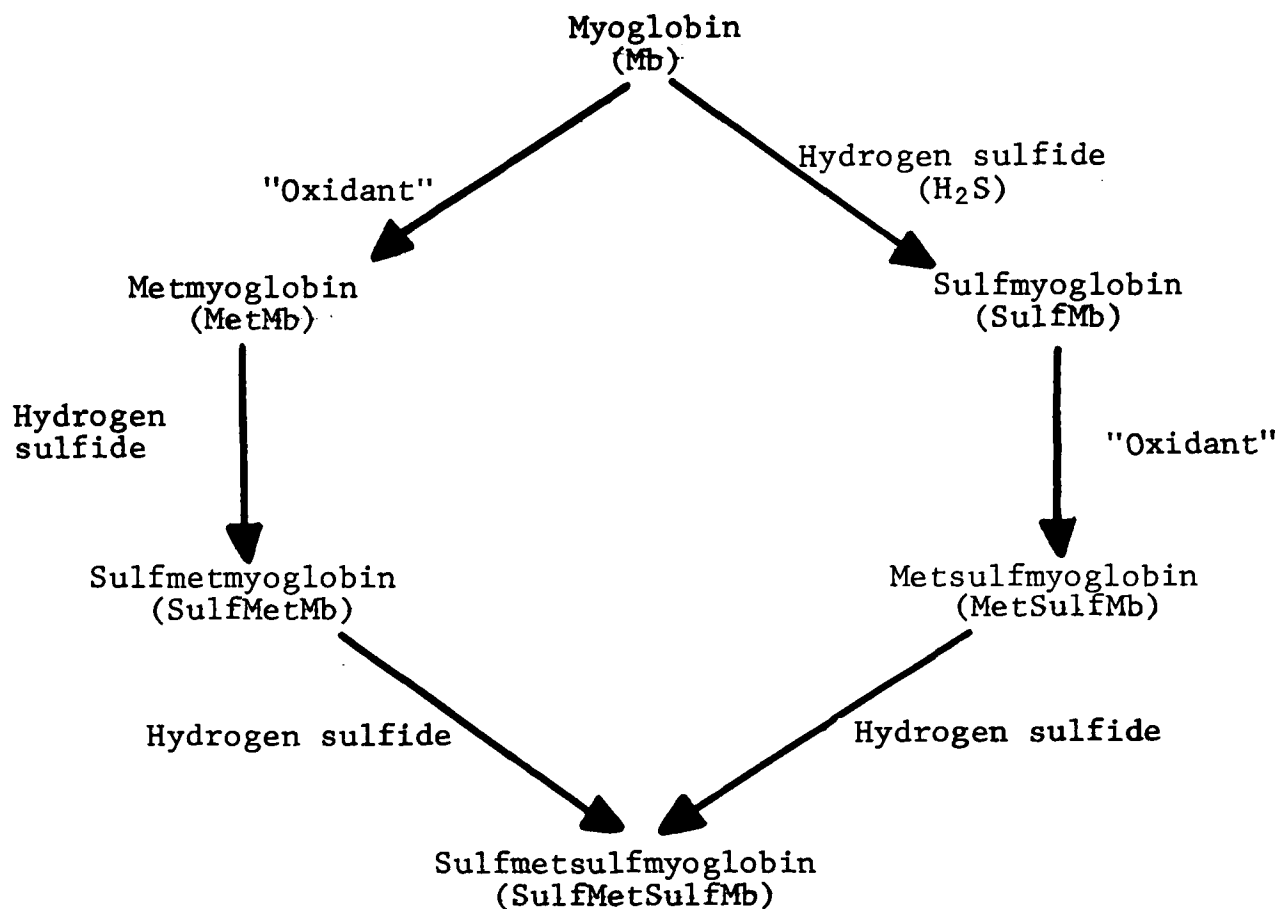 Myoglobin
(Mb)
Hydrogen sulfide
(H₂S)
"Oxidant"
Metmyoglobin
(MetMb)
Sulfmyoglobin
(SulfMb)
Hydrogen
sulfide
"Oxidant"
Sulfmetmyoglobin
(SulfMetMb)
Metsulfmyoglobin
(MetSulfMb)
Hydrogen sulfide
Hydrogen sulfide
Sulfmetsulfmyoglobin
(SulfMetSulfMb)